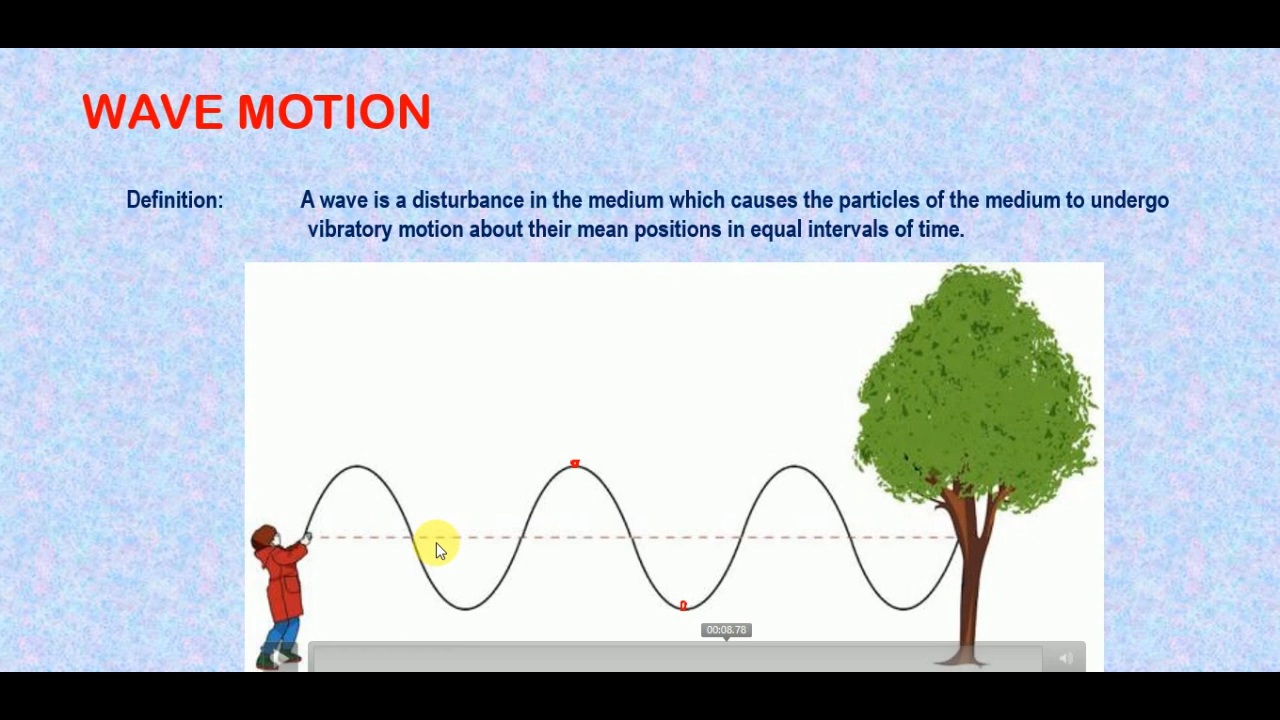 WAVE MOTION
Definition: A wave is a disturbance in the medium which causes the particles of the medium to undergo
vibratory motion about their mean positions in equal intervals of time.
00:08.78